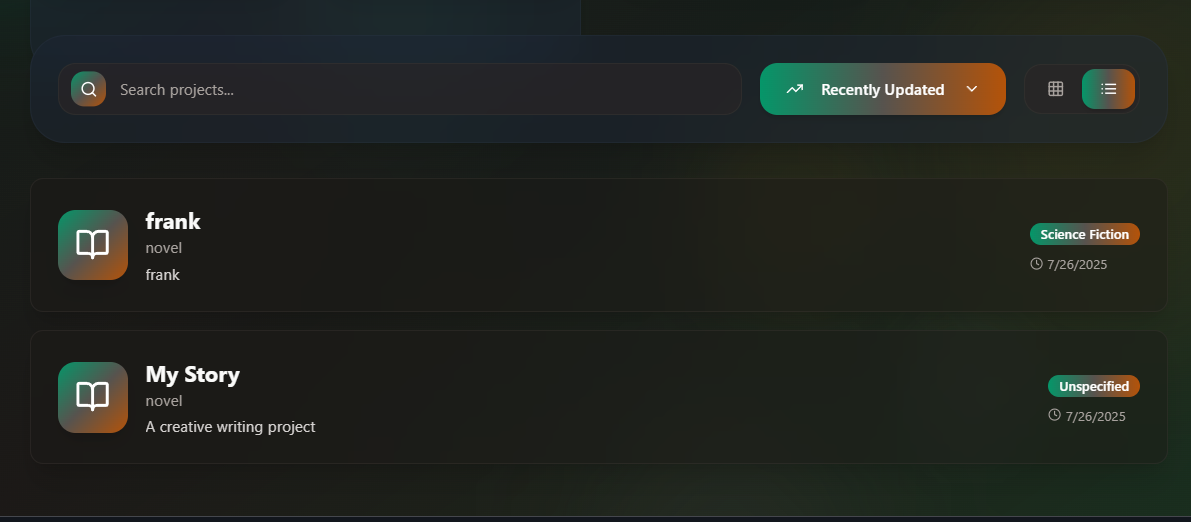 Search projects...
Recently Updated
frank
novel
frank
Science Fiction
7/26/2025
My Story
novel
A creative writing project
Unspecified
7/26/2025